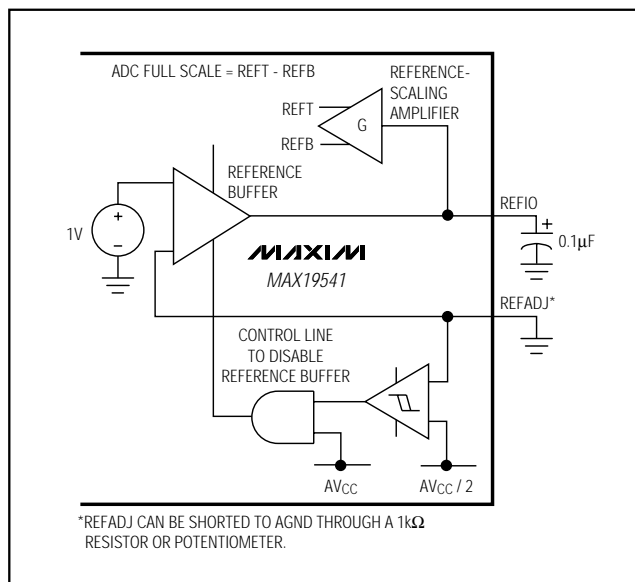 ADC FULL SCALE = REFT - REFB
REFERENCE-
SCALING
AMPLIFIER
REFT
G
REFB
REFERENCE
BUFFER
REFIO
+
1V
-
+
0.1µF
MAXIM
MAX19541
REFADJ*
CONTROL LINE
TO DISABLE
REFERENCE BUFFER
AVCC
AVCC / 2
*REFADJ CAN BE SHORTED TO AGND THROUGH A 1kΩ
RESISTOR OR POTENTIOMETER.